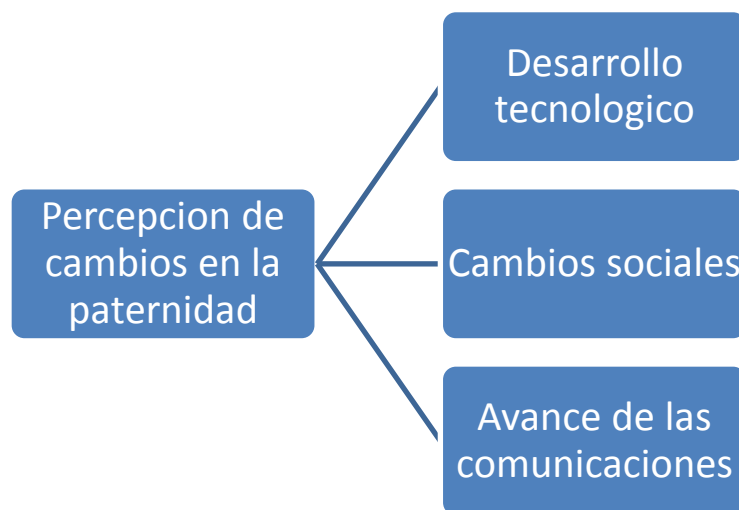 Percepcion de
cambios en la
paternidad
Desarrollo
tecnologico
Cambios sociales
Avance de las
comunicaciones